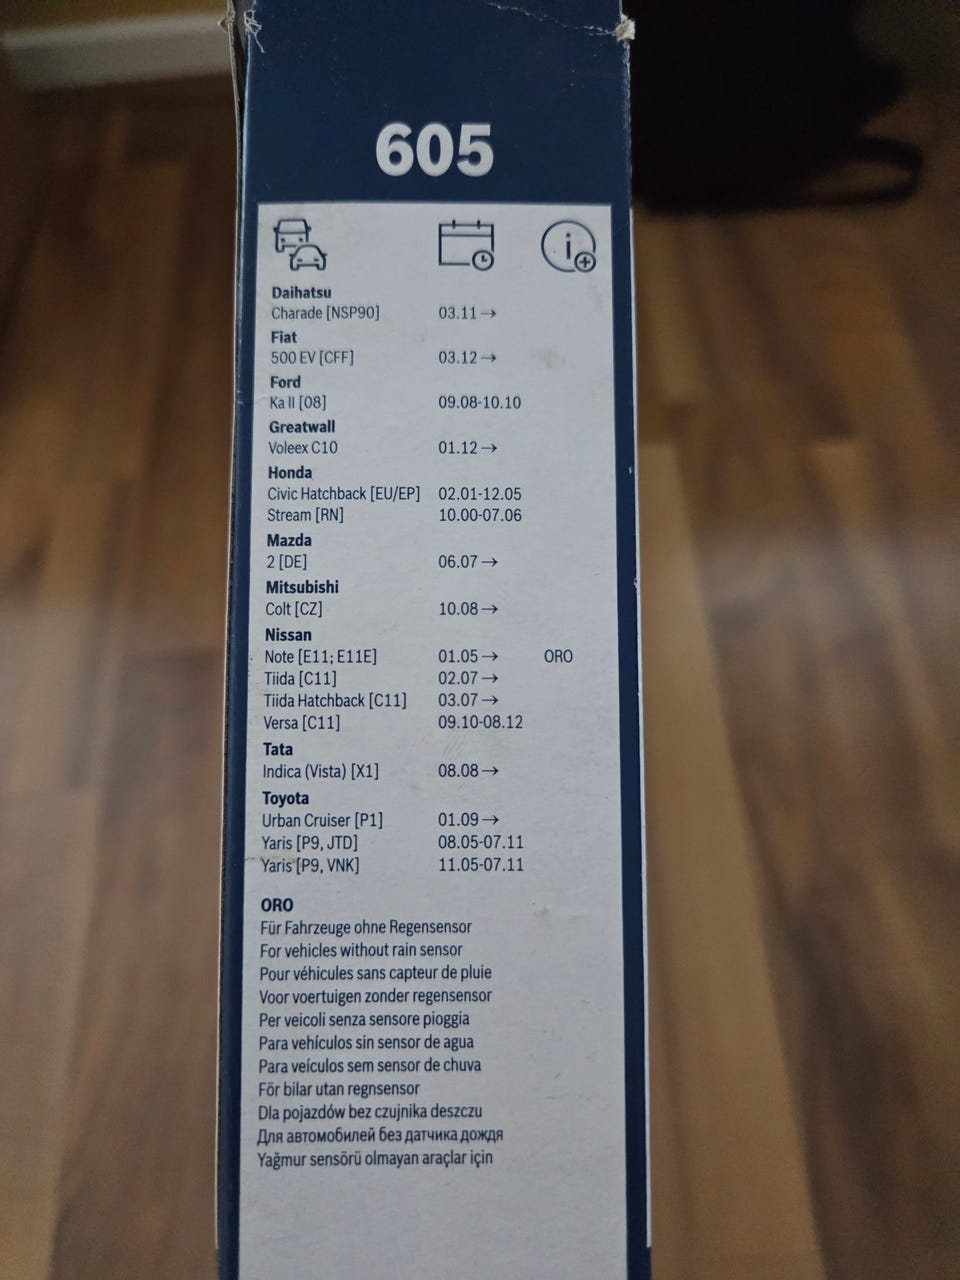 605
Daihatsu
Charade [NSP90] 03.11→
Fiat
500 EV [CFF] 03.12→
Ford
Ka II [08] 09.08-10.10
Greatwall
Voleex C10 01.12→
Honda
Civic Hatchback [EU/EP] 02.01-12.05
Stream [RN] 10.00-07.06
Mazda
2 [DE] 06.07→
Mitsubishi
Colt [CZ] 10.08→
Nissan
Note [E11; E11E] 01.05→ ORO
Tiida [C11] 02.07→
Tiida Hatchback [C11] 03.07→
Versa [C11] 09.10-08.12
Tata
Indica (Vista) [X1] 08.08→
Toyota
Urban Cruiser [P1] 01.09→
Yaris [P9, JTD] 08.05-07.11
Yaris [P9, VNK] 11.05-07.11
ORO
Für Fahrzeuge ohne Regensensor
For vehicles without rain sensor
Pour véhicules sans capteur de pluie
Voor voertuigen zonder regensensor
Per veicoli senza sensore pioggia
Para vehículos sin sensor de agua
Para veículos sem sensor de chuva
För bilar utan regnsensor
Dla pojazdów bez czujnika deszczu
Для автомобилей без датчика дождя
Yağmur sensörü olmayan araçlar için